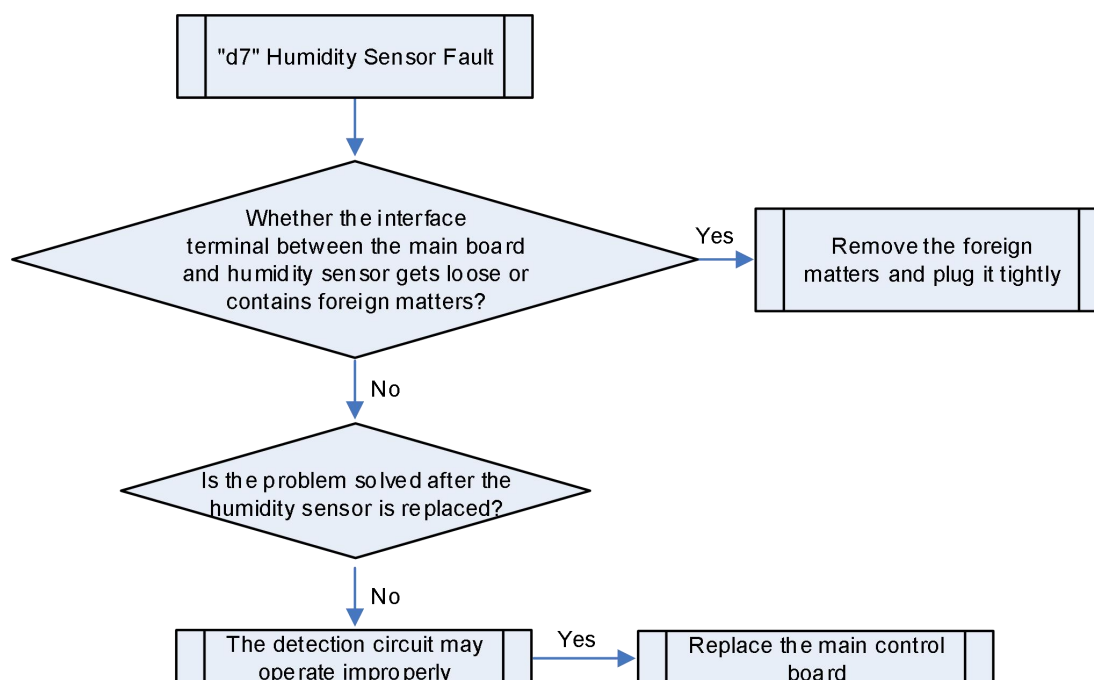 "d7" Humidity Sensor Fault
Whether the interface
terminal between the main board
and humidity sensor gets loose or
contains foreign matters?
Yes
Remove the foreign
matters and plug it tightly
No
Is the problem solved after the
humidity sensor is replaced?
No
The detection circuit may
operate improperly
Yes
Replace the main control
board